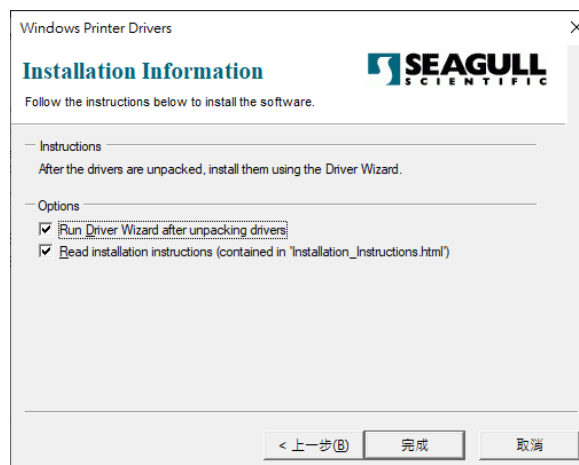 Windows Printer Drivers
Installation Information
SEAGULL
SCIENTIFIC
Follow the instructions below to install the software.
Instructions
After the drivers are unpacked, install them using the Driver Wizard.
Options
Run Driver Wizard after unpacking drivers
Read installation instructions (contained in 'Installation_Instructions.html')
< 上一步(B)
完成
取消